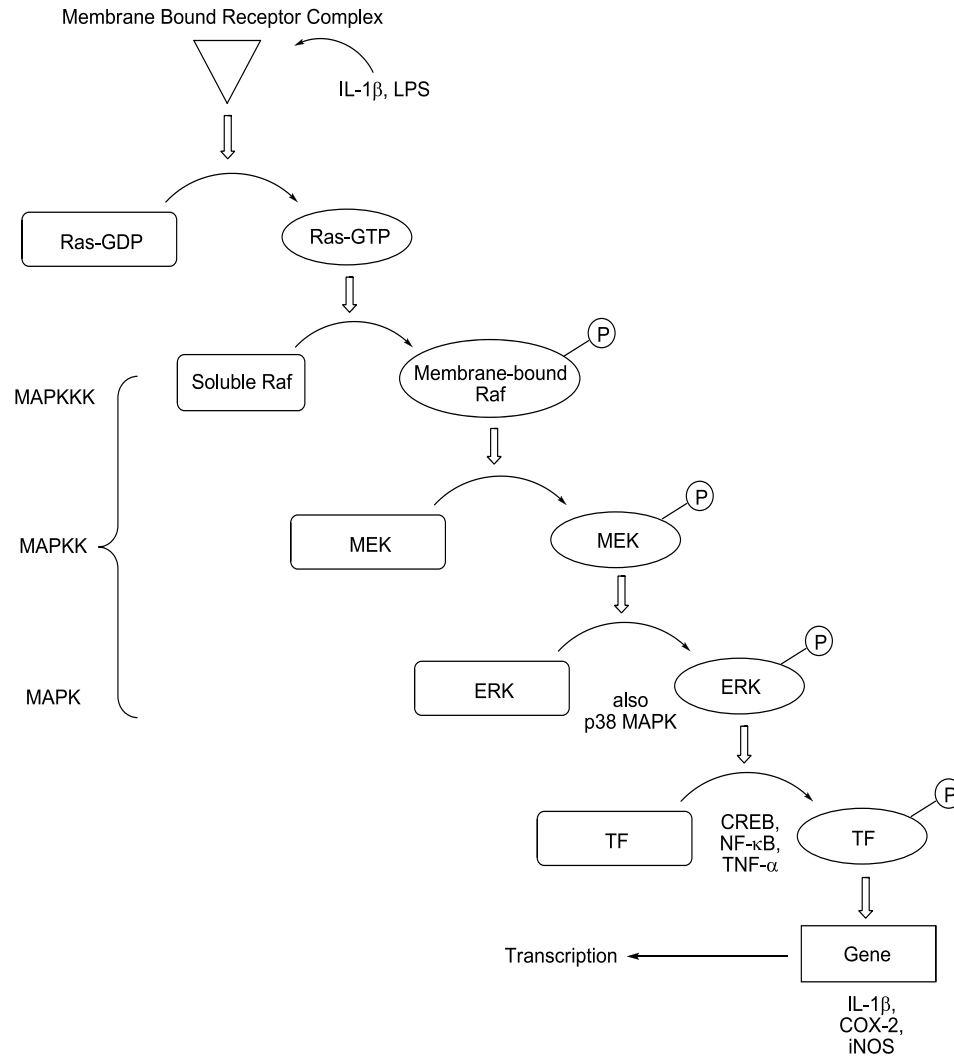 Membrane Bound Receptor Complex
IL-1β, LPS
Ras-GDP
Ras-GTP
P
Soluble Raf
Membrane-bound
Raf
MAPKKK
P
MEK
MEK
MAPKK
P
ERK
ERK
MAPK
also
p38 MAPK
P
TF
CREB,
NF-κB,
TNF-α
TF
Transcription
Gene
IL-1β,
COX-2,
iNOS